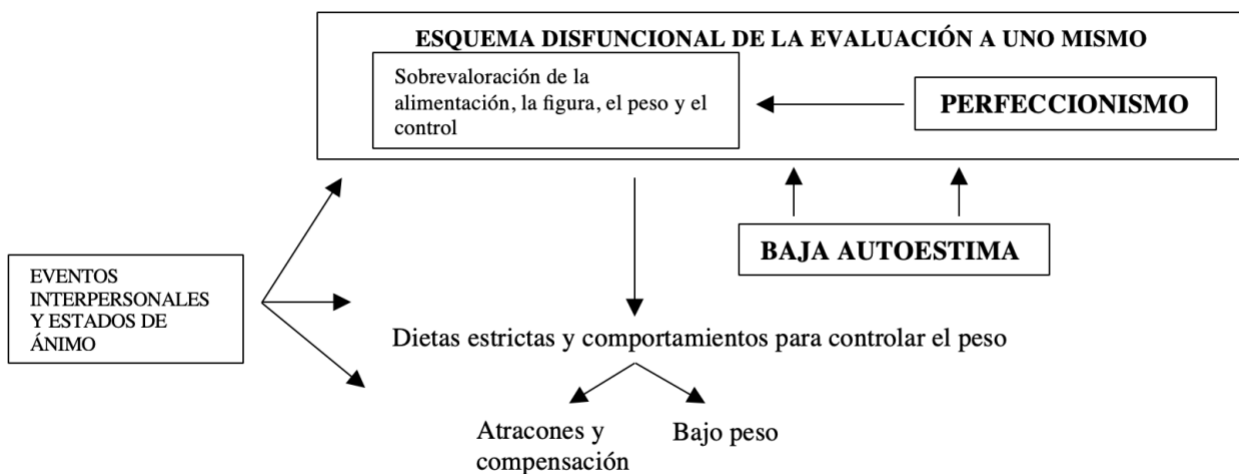 ESQUEMA DISFUNCIONAL DE LA EVALUACIÓN A UNO MISMO
Sobrevaloración de la
alimentación, la figura, el peso y el
control
PERFECCIONISMO
BAJA AUTOESTIMA
EVENTOS
INTERPERSONALES
Y ESTADOS DE
ÁNIMO
Dietas estrictas y comportamientos para controlar el peso
Atracones y
compensación
Bajo peso